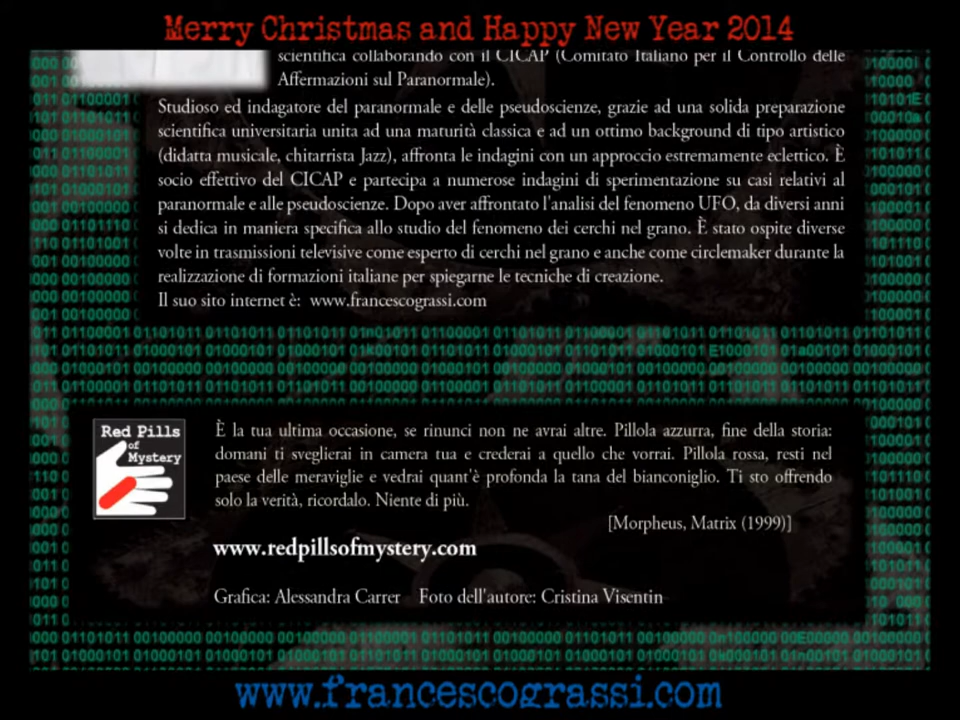 Merry Christmas and Happy New Year 2014
scientifica collaborando con il CICAP (Comitato Italiano per il Controllo delle
Affermazioni sul Paranormale).
Studioso ed indagatore del paranormale e delle pseudoscienze, grazie ad una solida preparazione
scientifica universitaria unita ad una maturità classica e ad un ottimo background di tipo artistico
(didatta musicale, chitarrista Jazz), affronta le indagini con un approccio estremamente eclettico. È
socio effettivo del CICAP e partecipa a numerose indagini di sperimentazione su casi relativi al
paranormale e alle pseudoscienze. Dopo aver affrontato l'analisi del fenomeno UFO, da diversi anni
si dedica in maniera specifica allo studio del fenomeno dei cerchi nel grano. È stato ospite diverse
volte in trasmissioni televisive come esperto di cerchi nel grano e anche come circlemaker durante la
realizzazione di formazioni italiane per spiegarne le tecniche di creazione.
Il suo sito internet è: www.francescograssi.com
Red Pills
of
Mystery
È la tua ultima occasione, se rinunci non ne avrai altre. Pillola azzurra, fine della storia:
domani ti sveglierai in camera tua e crederai a quello che vorrai. Pillola rossa, resti nel
paese delle meraviglie e vedrai quant'è profonda la tana del bianconiglio. Ti sto offrendo
solo la verità, ricordalo. Niente di più.
[Morpheus, Matrix (1999)]
www.redpillsofmystery.com
Grafica: Alessandra Carrer Foto dell'autore: Cristina Visentin
www.francescograssi.com